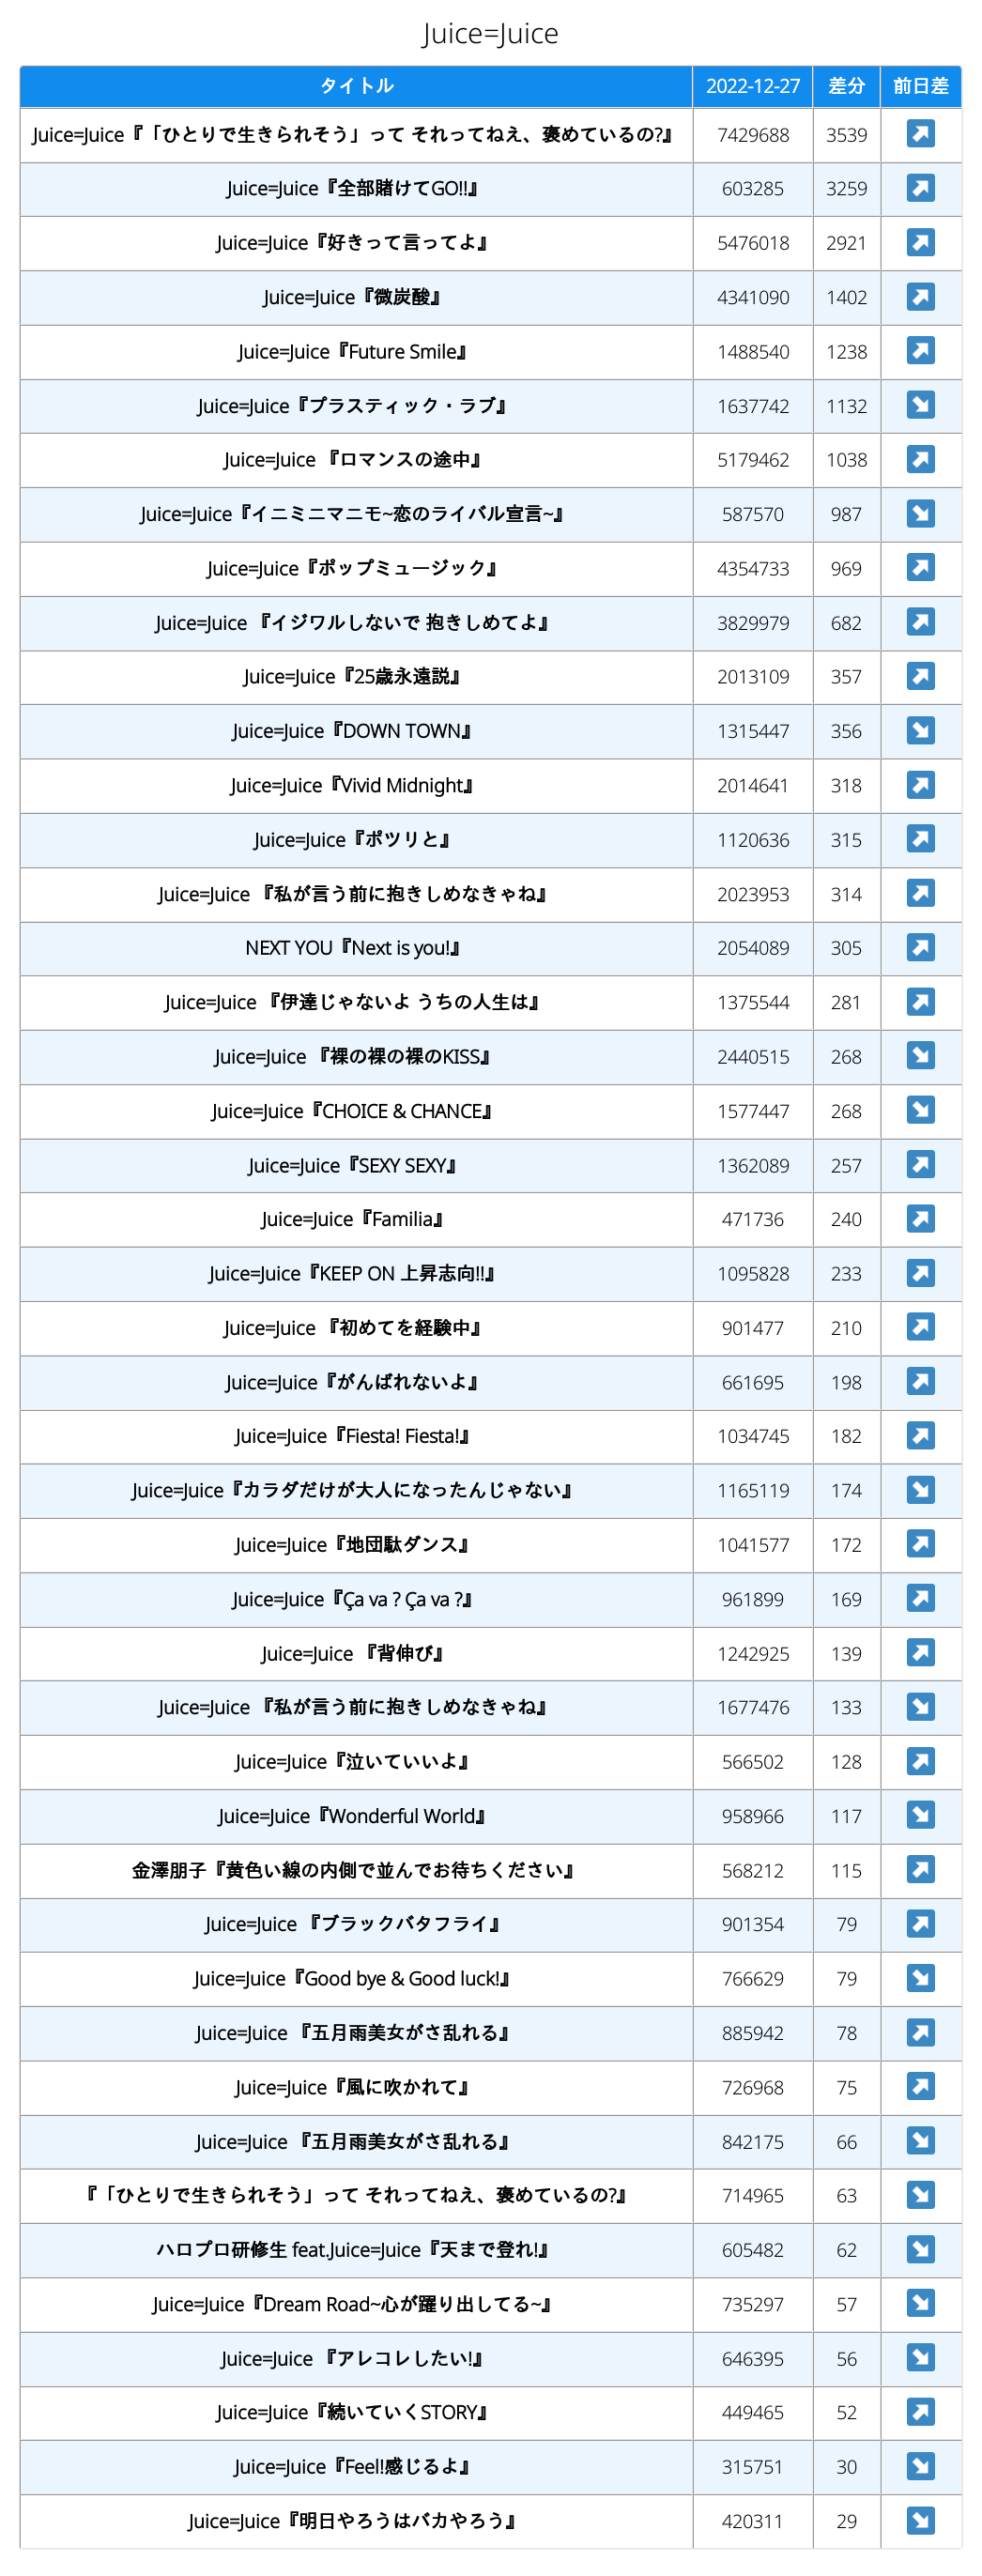 Juice=Juice
タイトル 2022-12-27 差分 前日差
Juice=Juice『「ひとりで生きられそう」って それってねえ、褒めているの?』 7429688 3539
Juice=Juice『全部賭けてGO!!』 603285 3259
Juice=Juice『好きって言ってよ』 5476018 2921
Juice=Juice『微炭酸』 4341090 1402
Juice=Juice『Future Smile』 1488540 1238
Juice=Juice『プラスティック・ラブ』 1637742 1132
Juice=Juice 『ロマンスの途中』 5179462 1038
Juice=Juice『イニミニマニモ~恋のライバル宣言~』 587570 987
Juice=Juice『ポップミュージック』 4354733 969
Juice=Juice 『イジワルしないで 抱きしめてよ』 3829979 682
Juice=Juice『25歳永遠説』 2013109 357
Juice=Juice『DOWN TOWN』 1315447 356
Juice=Juice『Vivid Midnight』 2014641 318
Juice=Juice『ポツリと』 1120636 315
Juice=Juice 『私が言う前に抱きしめなきゃね』 2023953 314
NEXT YOU『Next is you!』 2054089 305
Juice=Juice 『伊達じゃないよ うちの人生は』 1375544 281
Juice=Juice 『裸の裸の裸のKISS』 2440515 268
Juice=Juice『CHOICE & CHANCE』 1577447 268
Juice=Juice『SEXY SEXY』 1362089 257
Juice=Juice『Familia』 471736 240
Juice=Juice『KEEP ON 上昇志向!!』 1095828 233
Juice=Juice 『初めてを経験中』 901477 210
Juice=Juice『がんばれないよ』 661695 198
Juice=Juice『Fiesta! Fiesta!』 1034745 182
Juice=Juice『カラダだけが大人になったんじゃない』 1165119 174
Juice=Juice『地団駄ダンス』 1041577 172
Juice=Juice『Ça va ? Ça va ?』 961899 169
Juice=Juice 『背伸び』 1242925 139
Juice=Juice 『私が言う前に抱きしめなきゃね』 1677476 133
Juice=Juice『泣いていいよ』 566502 128
Juice=Juice『Wonderful World』 958966 117
金澤朋子『黄色い線の内側で並んでお待ちください』 568212 115
Juice=Juice 『ブラックバタフライ』 901354 79
Juice=Juice『Good bye & Good luck!』 766629 79
Juice=Juice 『五月雨美女がさ乱れる』 885942 78
Juice=Juice『風に吹かれて』 726968 75
Juice=Juice 『五月雨美女がさ乱れる』 842175 66
『「ひとりで生きられそう」って それってねえ、褒めているの?』 714965 63
ハロプロ研修生 feat.Juice=Juice『天まで登れ!』 605482 62
Juice=Juice『Dream Road~心が躍り出してる~』 735297 57
Juice=Juice 『アレコレしたい!』 646395 56
Juice=Juice『続いていくSTORY』 449465 52
Juice=Juice『Feel!感じるよ』 315751 30
Juice=Juice『明日やろうはバカやろう』 420311 29